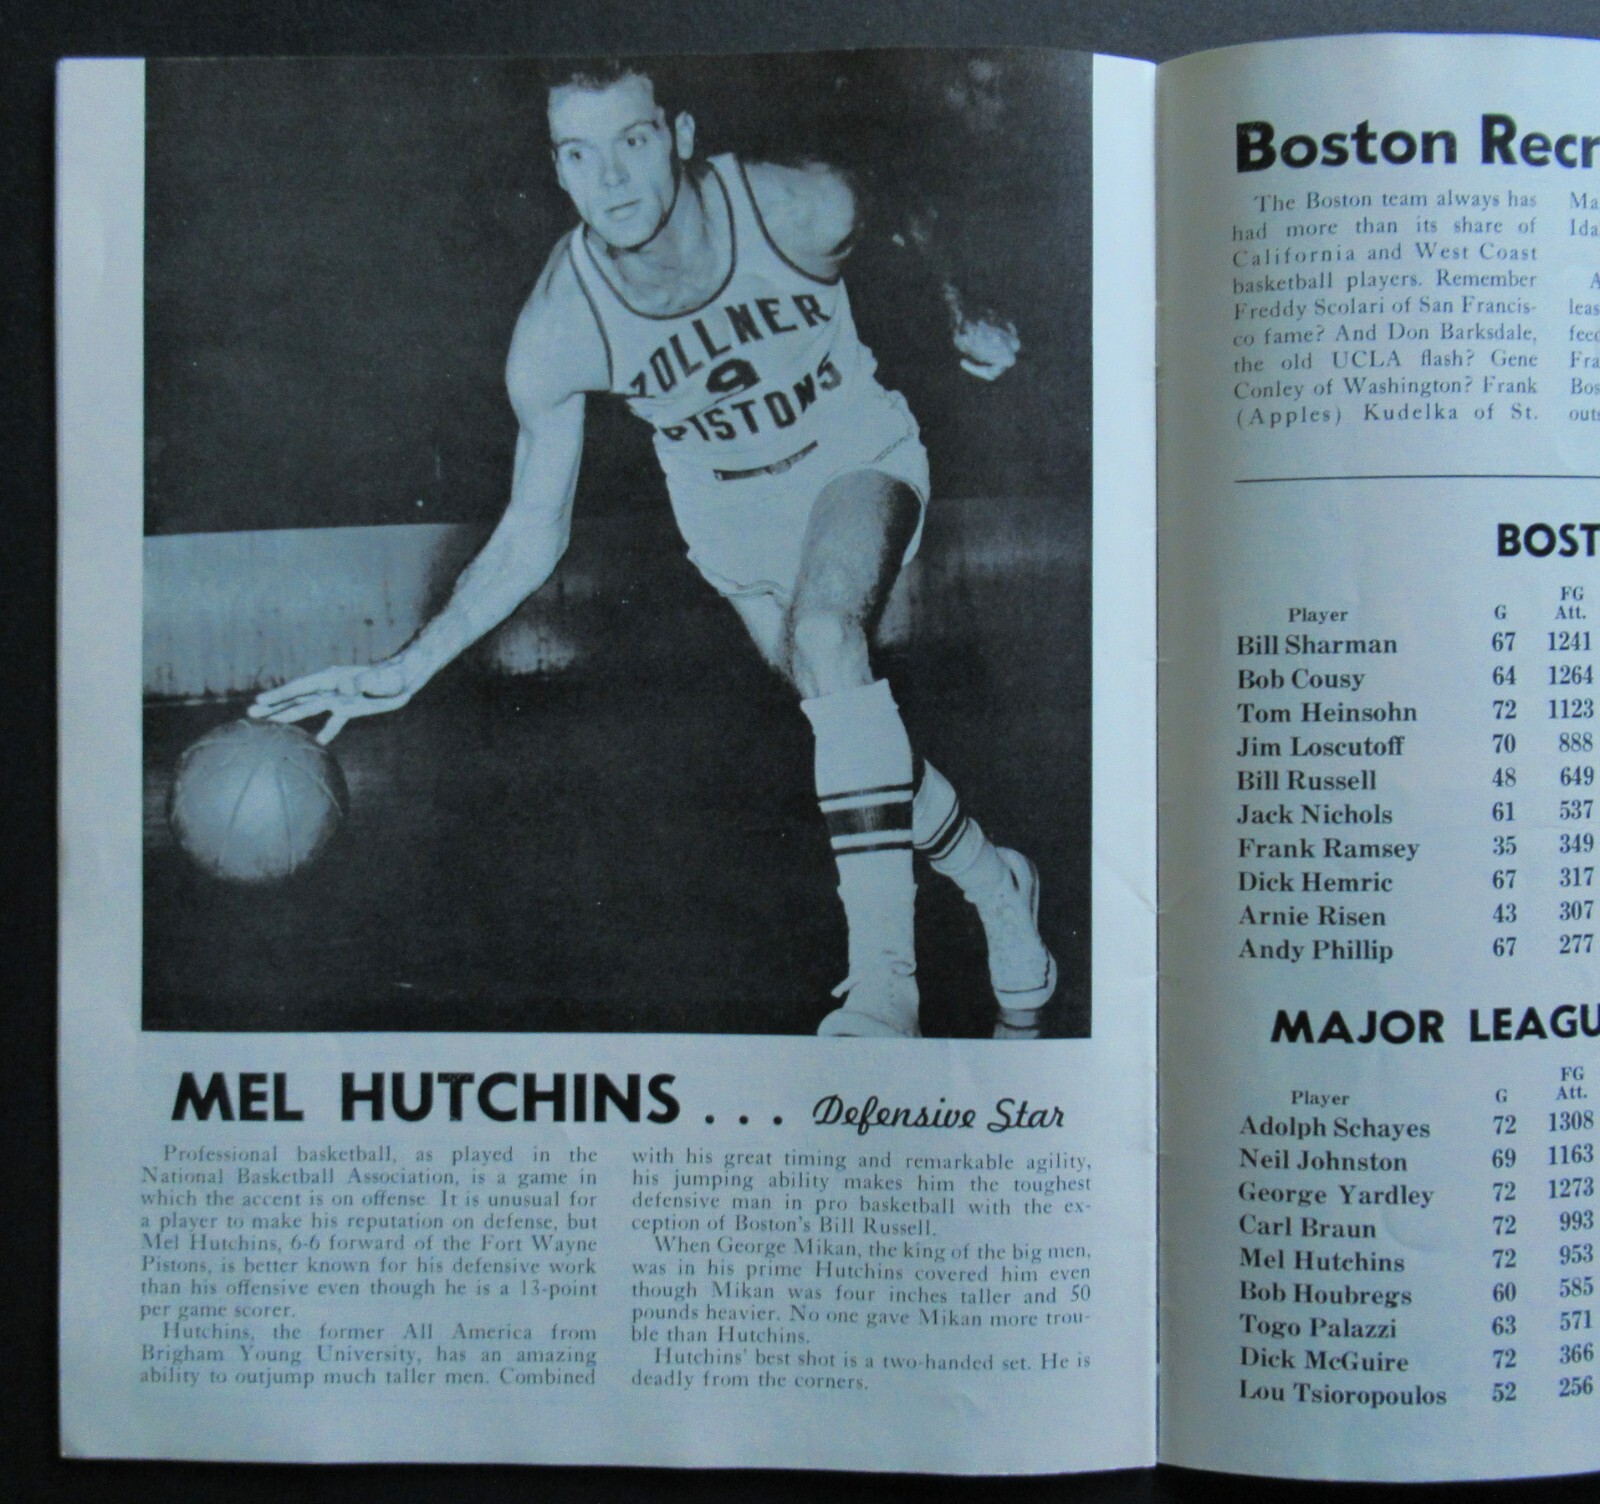 ZOLLNER
9
PISTONS
MEL HUTCHINS . . . Defensive Star
Professional basketball, as played in the
National Basketball Association, is a game in
which the accent is on offense. It is unusual for
a player to make his reputation on defense, but
Mel Hutchins, 6-6 forward of the Fort Wayne
Pistons, is better known for his defensive work
than his offensive even though he is a 13-point
per game scorer.
Hutchins, the former All America from
Brigham Young University, has an amazing
ability to outjump much taller men. Combined
with his great timing and remarkable agility,
his jumping ability makes him the toughest
defensive man in pro basketball with the ex-
ception of Boston's Bill Russell.
When George Mikan, the king of the big men,
was in his prime Hutchins covered him even
though Mikan was four inches taller and 50
pounds heavier. No one gave Mikan more trou-
ble than Hutchins.
Hutchins' best shot is a two-handed set. He is
deadly from the corners.
Boston Recr
The Boston team always has
had more than its share of
California and West Coast
basketball players. Remember
Freddy Scolari of San Francis-
co fame? And Don Barksdale,
the old UCLA flash? Gene
Conley of Washington? Frank
(Apples) Kudelka of St.
Ma
Ida
A
leas
feed
Fra
Bos
outs
BOST
FG
Player G Att.
Bill Sharman 67 1241
Bob Cousy 64 1264
Tom Heinsohn 72 1123
Jim Loscutoff 70 888
Bill Russell 48 649
Jack Nichols 61 537
Frank Ramsey 35 349
Dick Hemric 67 317
Arnie Risen 43 307
Andy Phillip 67 277
MAJOR LEAGU
FG
Player G Att.
Adolph Schayes 72 1308
Neil Johnston 69 1163
George Yardley 72 1273
Carl Braun 72 993
Mel Hutchins 72 953
Bob Houbregs 60 585
Togo Palazzi 63 571
Dick McGuire 72 366
Lou Tsioropoulos 52 256